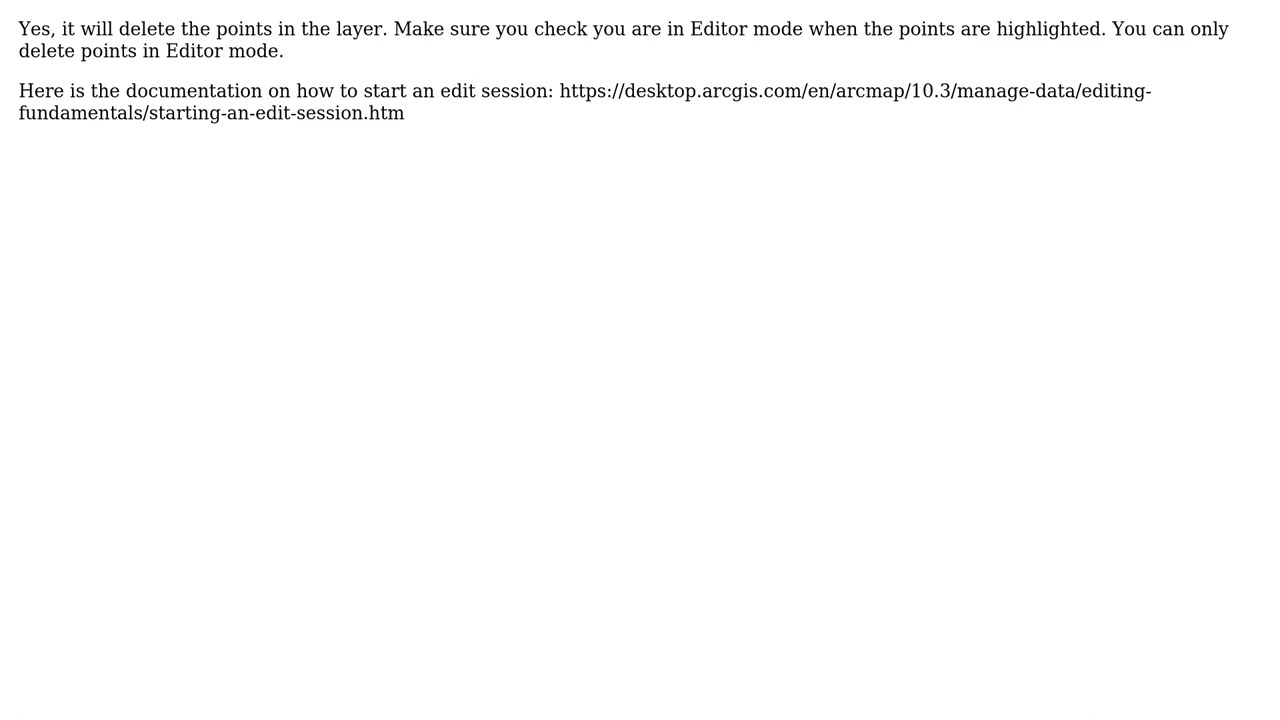 Yes, it will delete the points in the layer. Make sure you check you are in Editor mode when the points are highlighted. You can only
delete points in Editor mode.
Here is the documentation on how to start an edit session: https://desktop.arcgis.com/en/arcmap/10.3/manage-data/editing-
fundamentals/starting-an-edit-session.htm